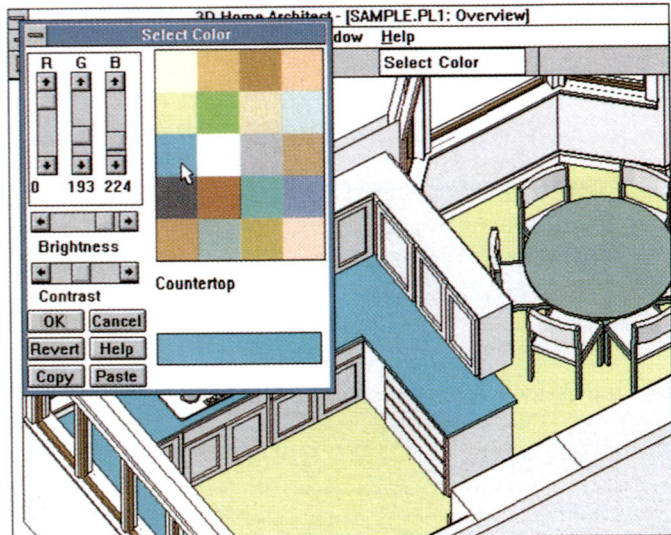 3D Home Architect - [SAMPLE.PL1: Overview]
Select Color
dow Help
Select Color
R G B
0 193 224
Brightness
Contrast
Countertop
OK Cancel
Revert Help
Copy Paste